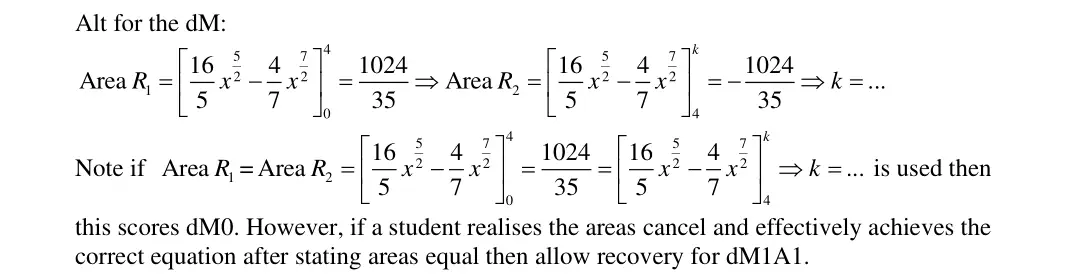 Alt for the dM:
Area R₁ = [16/5 x^(5/2) − 4/7 x^(7/2)]₀⁴ = 1024/35 ⇒ Area R₂ = [16/5 x^(5/2) − 4/7 x^(7/2)]₄ᵏ = −1024/35 ⇒ k = ...
Note if Area R₁ = Area R₂ = [16/5 x^(5/2) − 4/7 x^(7/2)]₀⁴ = 1024/35 = [16/5 x^(5/2) − 4/7 x^(7/2)]₄ᵏ ⇒ k = ... is used then
this scores dM0. However, if a student realises the areas cancel and effectively achieves the
correct equation after stating areas equal then allow recovery for dM1A1.